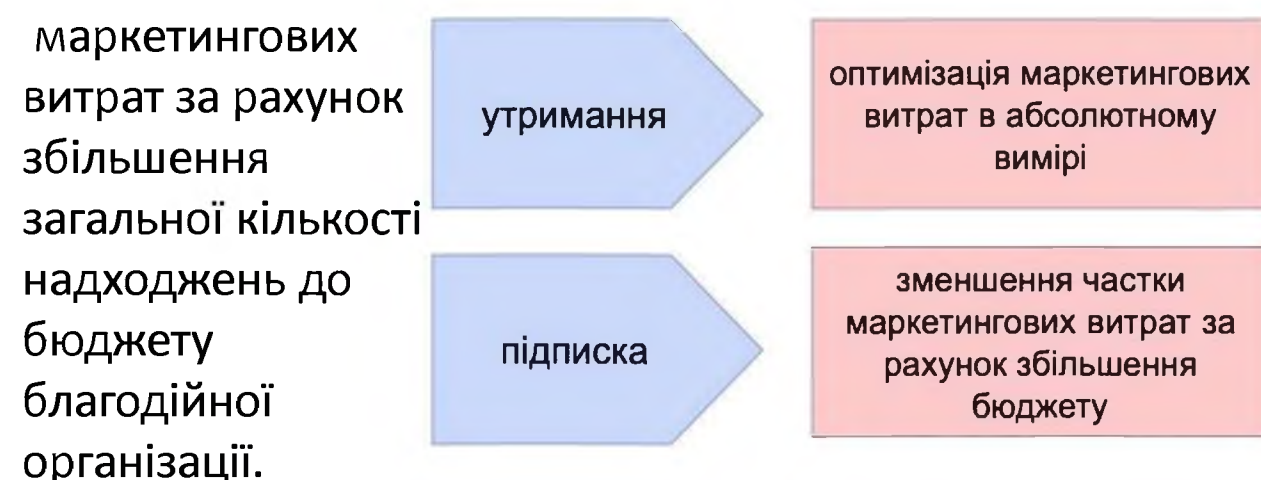 маркетингових
витрат за рахунок
збільшення
загальної кількості
надходжень до
бюджету
благодійної
організації.
утримання
оптимізація маркетингових
витрат в абсолютному
вимірі
підписка
зменшення частки
маркетингових витрат за
рахунок збільшення
бюджету